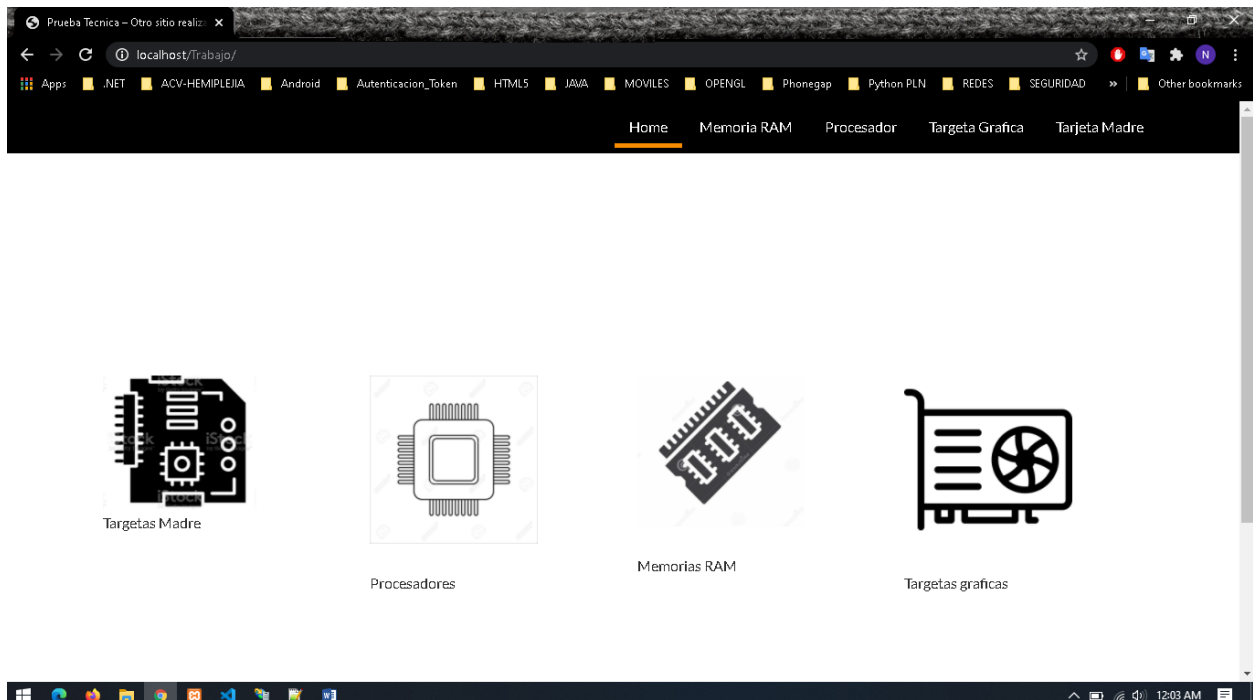 Prueba Tecnica – Otro sitio realiz
localhost/Trabajo/
N
Apps .NET ACV-HEMIPLEJIA Android Autenticacion_Token HTML5 JAVA MOVILES OPENGL Phonegap Python PLN REDES SEGURIDAD » Other bookmarks
Home Memoria RAM Procesador Targeta Grafica Tarjeta Madre
iStock
Targetas Madre
Procesadores
Memorias RAM
Targetas graficas
12:03 AM